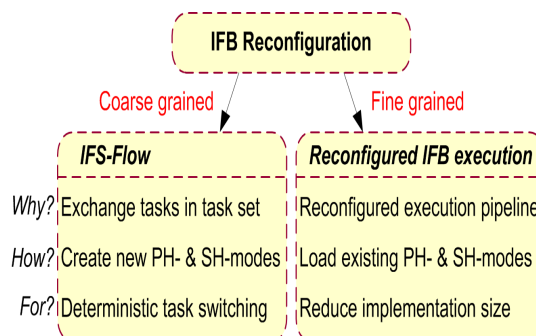 IFB Reconfiguration
Coarse grained
Fine grained
IFS-Flow
Reconfigured IFB execution
Why? Exchange tasks in task set
Reconfigured execution pipeline
How? Create new PH- & SH-modes
Load existing PH- & SH-modes
For? Deterministic task switching
Reduce implementation size